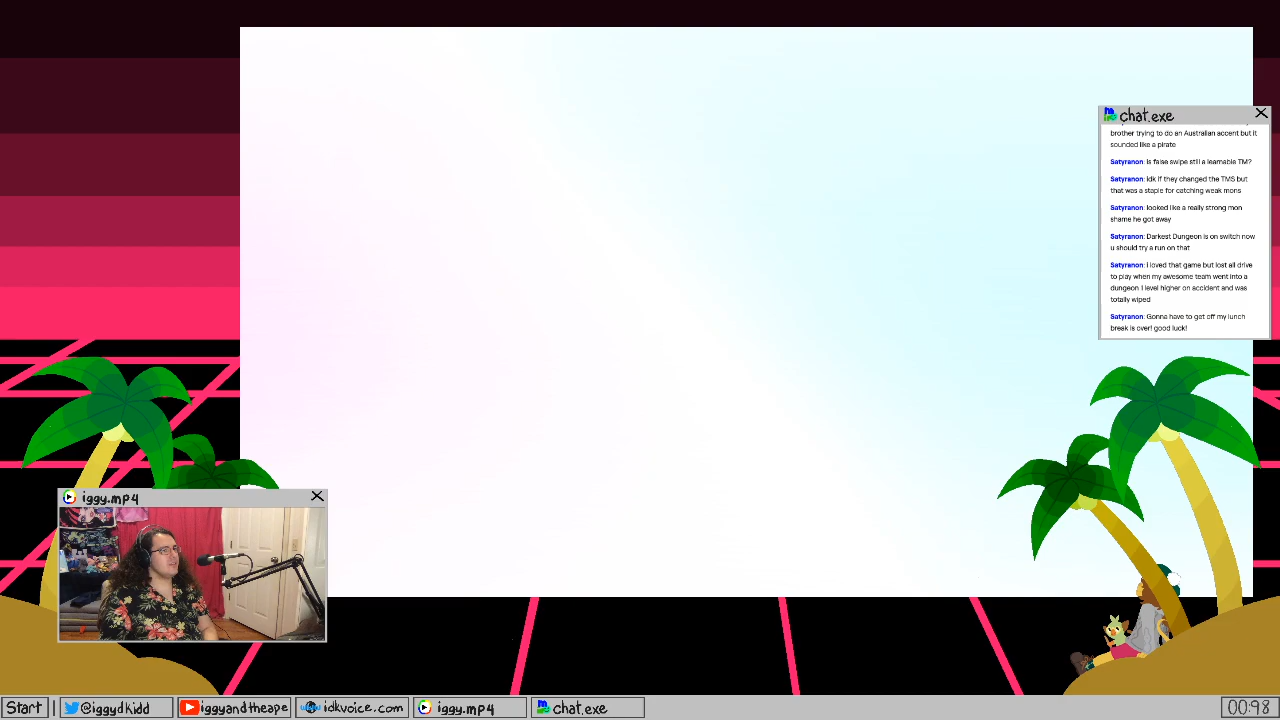 chat.exe
brother trying to do an Australian accent but it
sounded like a pirate
Satyranon: Is false swipe still a learnable TM?
Satyranon: Idk if they changed the TMS but
that was a staple for catching weak mons
Satyranon: looked like a really strong mon
shame he got away
Satyranon: Darkest Dungeon is on switch now
u should try a run on that
Satyranon: I loved that game but lost all drive
to play when my awesome team went into a
dungeon I level higher on accident and was
totally wiped
Satyranon: Gonna have to get off my lunch
break is over! good luck!
iggy.mp4
Start | @iggydkidd iggyandtheape idkvoice.com iggy.mp4 chat.exe 00:98